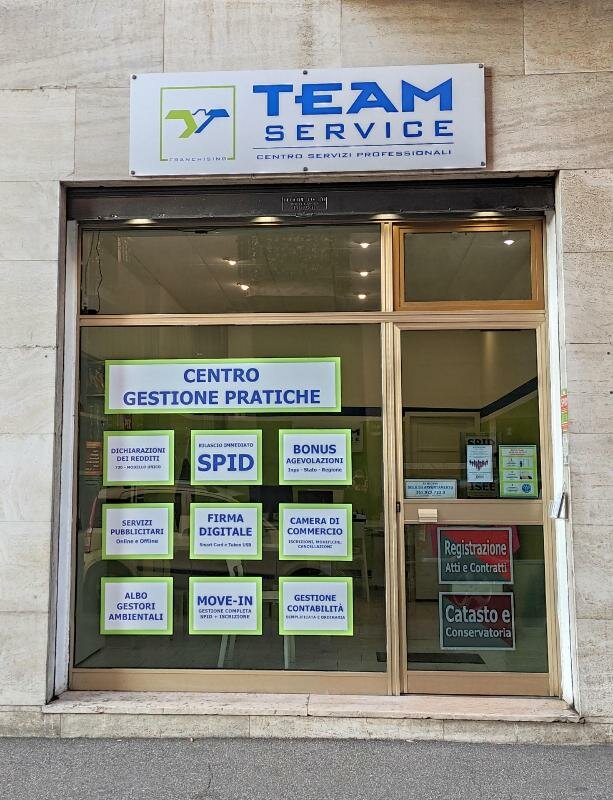 TEAM
SERVICE
CENTRO SERVIZI PROFESSIONALI
FRANCHISING
CENTRO
GESTIONE PRATICHE
DICHIARAZIONI
DEI REDDITI
730 - MODELLO UNICO
RILASCIO IMMEDIATO
SPID
BONUS
AGEVOLAZIONI
Inps - Stato - Regione
SERVIZI
PUBBLICITARI
Online e Offline
FIRMA
DIGITALE
Smart Card e Token USB
CAMERA DI
COMMERCIO
ISCRIZIONI, MODIFICHE,
CANCELLAZIONI
ALBO
GESTORI
AMBIENTALI
MOVE-IN
GESTIONE COMPLETA
SPID + ISCRIZIONE
GESTIONE
CONTABILITÀ
SEMPLIFICATA E ORDINARIA
SPID
ISEE
Registrazione
Atti e Contratti
Catasto e
Conservatoria